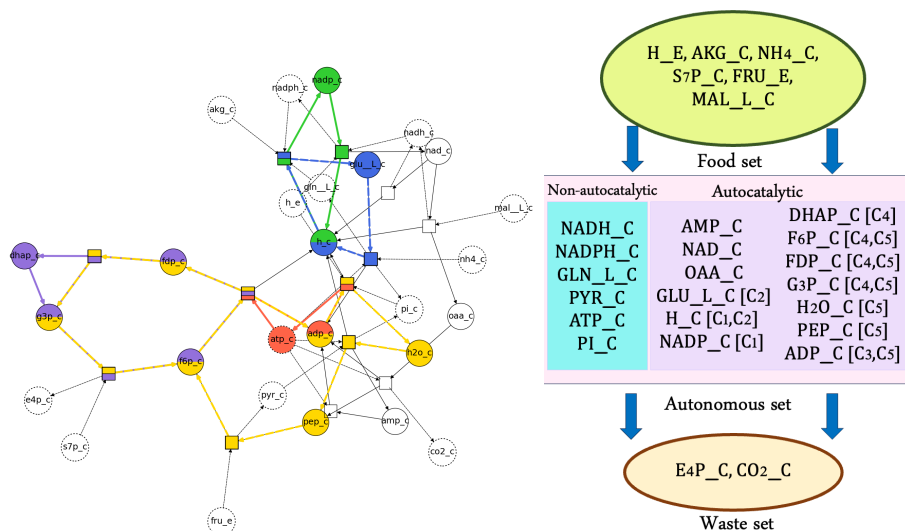 nadp_c
nadph_c
akg_c
nadh_c
nad_c
glu__L_c
gln__L_c
h_e
mal__L_c
h_c
nh4_c
dhap_c
fdp_c
pi_c
g3p_c
oaa_c
atp_c
adp_c
h2o_c
f6p_c
e4p_c
pyr_c
pep_c
amp_c
s7p_c
co2_c
fru_e
H_E, AKG_C, NH4_C,
S7P_C, FRU_E,
MAL_L_C
Food set
Non-autocatalytic
Autocatalytic
NADH_C
NADPH_C
GLN_L_C
PYR_C
ATP_C
PI_C
AMP_C
NAD_C
OAA_C
GLU_L_C [C2]
H_C [C1,C2]
NADP_C [C1]
DHAP_C [C4]
F6P_C [C4,C5]
FDP_C [C4,C5]
G3P_C [C4,C5]
H2O_C [C5]
PEP_C [C5]
ADP_C [C3,C5]
Autonomous set
E4P_C, CO2_C
Waste set